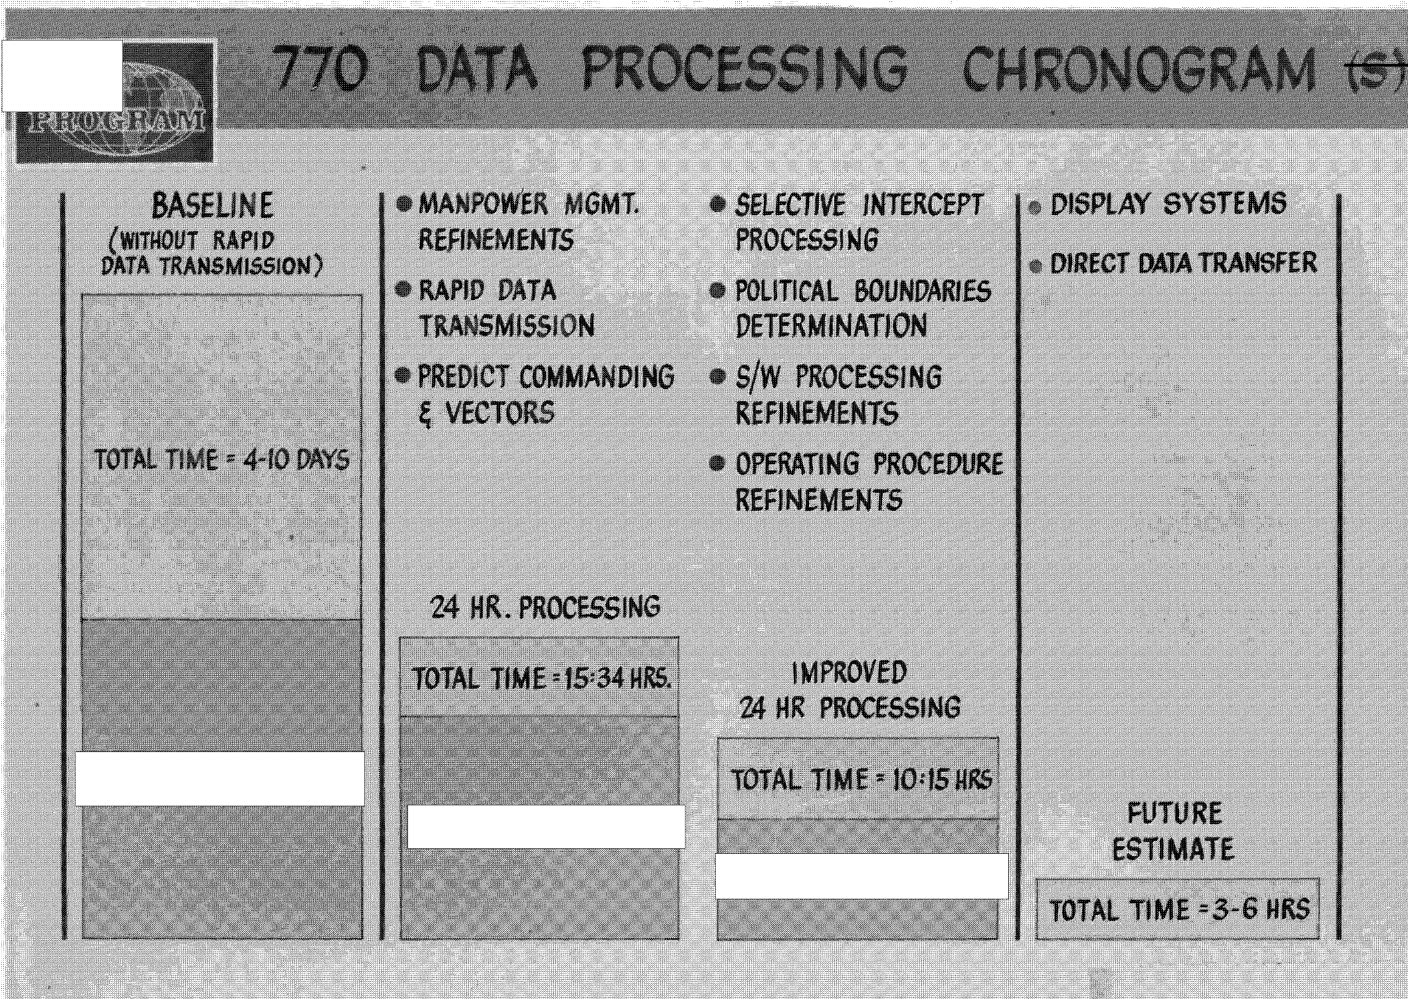 770 DATA PROCESSING CHRONOGRAM (S)
PROGRAM
BASELINE
(WITHOUT RAPID
DATA TRANSMISSION)
TOTAL TIME = 4-10 DAYS
● MANPOWER MGMT.
REFINEMENTS
● RAPID DATA
TRANSMISSION
● PREDICT COMMANDING
& VECTORS
24 HR. PROCESSING
TOTAL TIME = 15:34 HRS.
● SELECTIVE INTERCEPT
PROCESSING
● POLITICAL BOUNDARIES
DETERMINATION
● S/W PROCESSING
REFINEMENTS
● OPERATING PROCEDURE
REFINEMENTS
IMPROVED
24 HR PROCESSING
TOTAL TIME = 10:15 HRS
● DISPLAY SYSTEMS
● DIRECT DATA TRANSFER
FUTURE
ESTIMATE
TOTAL TIME = 3-6 HRS